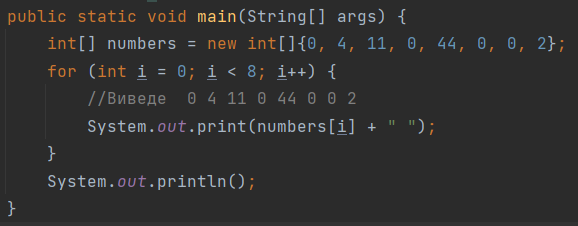 public static void main(String[] args) {
    int[] numbers = new int[]{0, 4, 11, 0, 44, 0, 0, 2};
    for (int i = 0; i < 8; i++) {
        //Виведе  0 4 11 0 44 0 0 2
        System.out.print(numbers[i] + " ");
    }
    System.out.println();
}